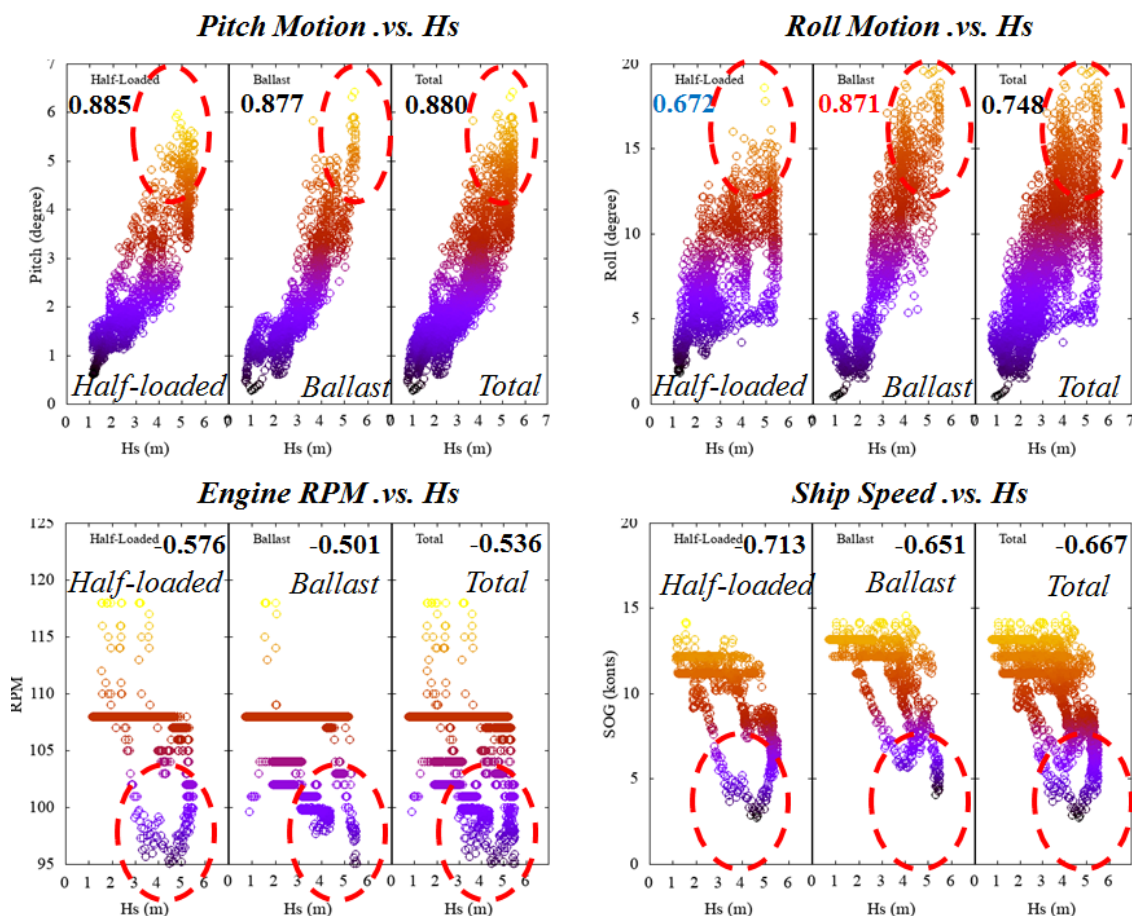 Pitch Motion .vs. Hs
7
6
5
4
3
2
1
0
Pitch (degree)
Half-Loaded
0.885
Ballast
0.877
Total
0.880
Half-loaded
Ballast
Total
0 1 2 3 4 5 6 0 1 2 3 4 5 6 0 1 2 3 4 5 6 7
Hs (m) Hs (m) Hs (m)
Roll Motion .vs. Hs
20
15
10
5
0
Roll (degree)
Half-Loaded
0.672
Ballast
0.871
Total
0.748
Half-loaded
Ballast
Total
0 1 2 3 4 5 6 0 1 2 3 4 5 6 0 1 2 3 4 5 6 7
Hs (m) Hs (m) Hs (m)
Engine RPM .vs. Hs
125
120
115
110
105
100
95
RPM
Half-Loaded
-0.576
Ballast
-0.501
Total
-0.536
Half-loaded
Ballast
Total
0 1 2 3 4 5 6 0 1 2 3 4 5 6 0 1 2 3 4 5 6 7
Hs (m) Hs (m) Hs (m)
Ship Speed .vs. Hs
20
15
10
5
0
SOG (konts)
Half-Loaded
-0.713
Ballast
-0.651
Total
-0.667
Half-loaded
Ballast
Total
0 1 2 3 4 5 6 0 1 2 3 4 5 6 0 1 2 3 4 5 6 7
Hs (m) Hs (m) Hs (m)